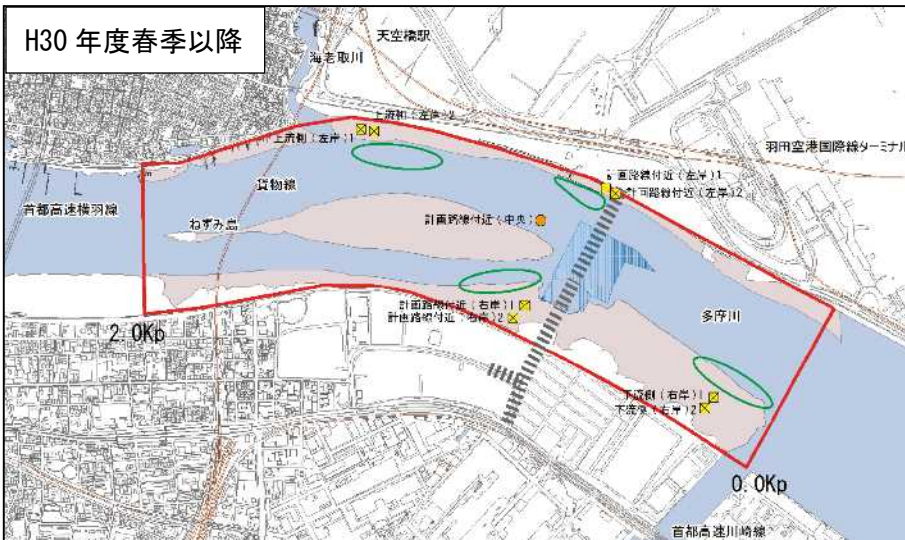 H30年度春季以降
天空橋駅
海老取川
上流側(左岸)2
上流側(左岸)1
羽田空港国際線ターミナル
計画路線付近(左岸)1
計画路線付近(左岸)2
貨物線
首都高速横羽線
計画路線付近(中央)
ねずみ島
計画路線付近(右岸)1
計画路線付近(右岸)2
多摩川
2.0Kp
下流側(右岸)1
下流側(右岸)2
0.0Kp
首都高速川崎線